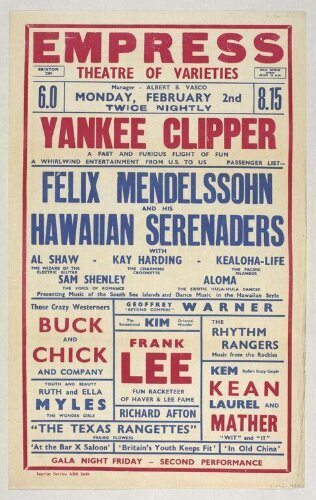 EMPRESS
BRIXTON
THEATRE OF VARIETIES
Manager - ALBERT B. VASCO
6.0
MONDAY, FEBRUARY 2nd
8.15
TWICE NIGHTLY
YANKEE CLIPPER
A FAST AND FURIOUS FLIGHT OF FUN
A WHIRLWIND ENTERTAINMENT FROM U.S. TO US PASSENGER LIST—
FELIX MENDELSSOHN
AND HIS
HAWAIIAN SERENADERS
WITH
AL SHAW - KAY HARDING - KEALOHA-LIFE
THE WIZARD OF THE ELECTRIC GUITAR
THE CHARMING
THE PACIFIC ISLANDER
SAM SHENLEY
ALOMA
THE VOICE OF ROMANCE
THE EXOTIC HULA-HULA DANCER
Presenting Music of the South Sea Islands and Dance Music in the Hawaiian Style
Those Crazy Westerners
BUCK
AND
CHICK
AND COMPANY
GEOFFREY
"BEYOND COMPERE"
WARNER
The Sensational
KIM
Oriental Wonder
THE
RHYTHM
RANGERS
Music from the Rockies
FRANK
LEE
FUN RACKETEER
OF HAVER & LEE FAME
YOUTH AND BEAUTY
RUTH and ELLA
MYLES
THE WONDER GIRLS
RICHARD AFTON
KEM
Radio's Crazy Couple
KEAN
LAUREL AND
MATHER
"WIT" and "IT"
"THE TEXAS RANGETTES"
PRAIRIE FLOWERS
'At the Bar X Saloon'
'Britain's Youth Keeps Fit'
'In Old China'
GALA NIGHT FRIDAY - SECOND PERFORMANCE